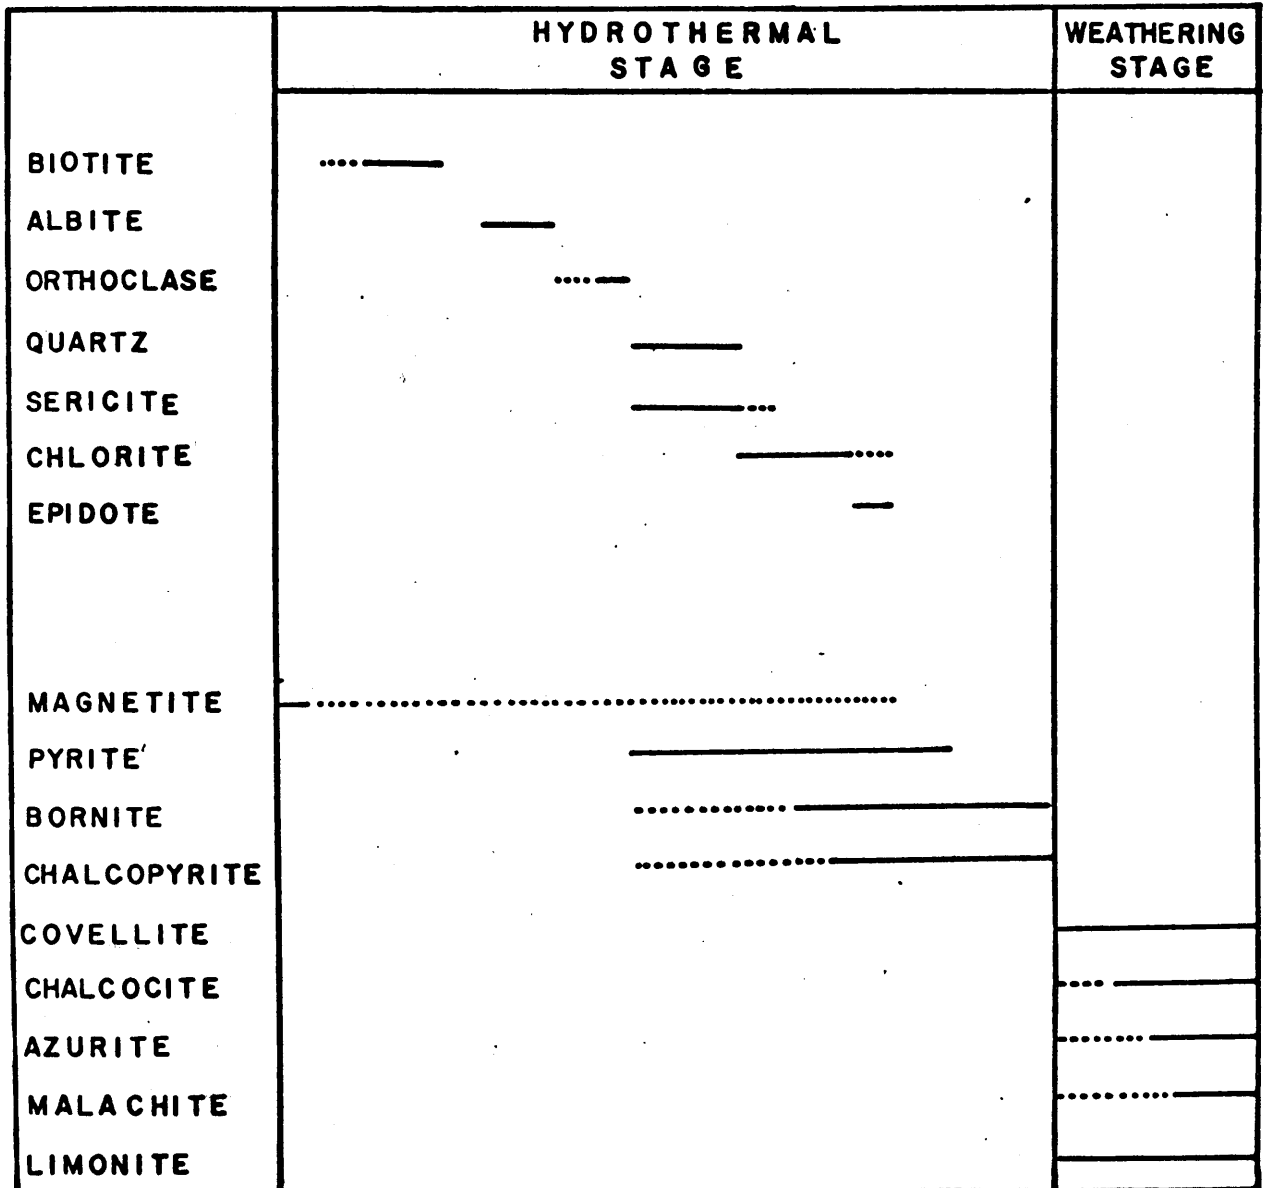 HYDROTHERMAL
STAGE
WEATHERING
STAGE
BIOTITE
ALBITE
ORTHOCLASE
QUARTZ
SERICITE
CHLORITE
EPIDOTE
MAGNETITE
PYRITE
BORNITE
CHALCOPYRITE
COVELLITE
CHALCOCITE
AZURITE
MALACHITE
LIMONITE